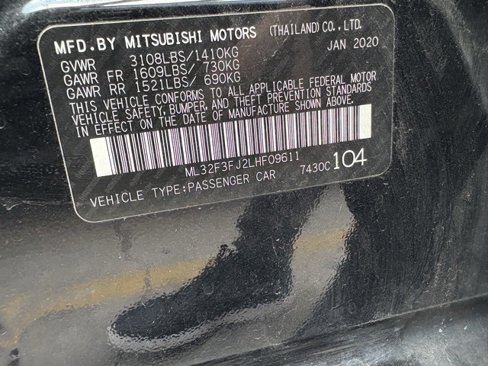 MFD.BY MITSUBISHI MOTORS (THAILAND) CO., LTD.
GVWR 3108LBS/1410KG JAN 2020
GAWR FR 1609LBS/ 730KG
GAWR RR 1521LBS/ 690KG
THIS VEHICLE CONFORMS TO ALL APPLICABLE FEDERAL MOTOR
VEHICLE SAFETY, BUMPER, AND THEFT PREVENTION STANDARDS
IN EFFECT ON THE DATE OF MANUFACTURE SHOWN ABOVE.
ML32F3FJ2LHF09611
VEHICLE TYPE:PASSENGER CAR 7430C 104